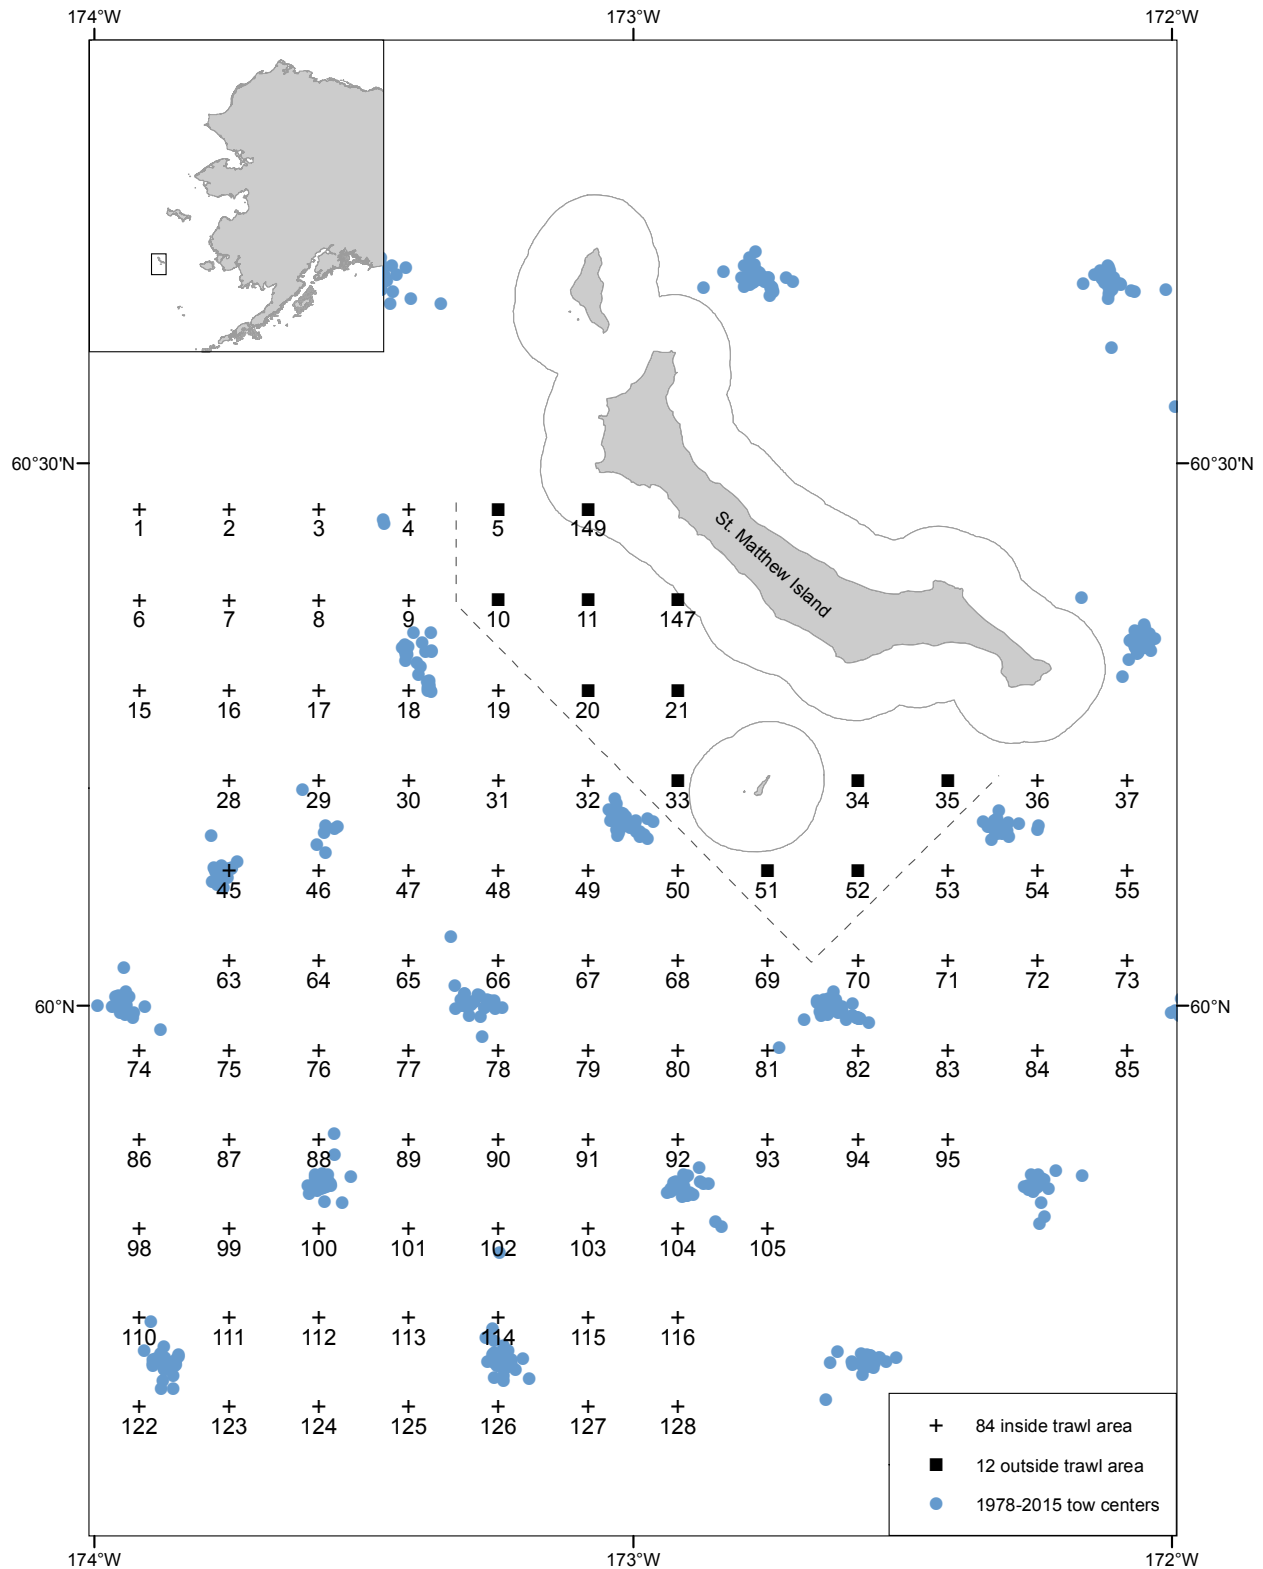 174°W 173°W 172°W
60°30'N 60°30'N
1 2 3 4 5 149
St. Matthew Island
6 7 8 9 10 11 147
15 16 17 18 19 20 21
28 29 30 31 32 33 34 35 36 37
45 46 47 48 49 50 51 52 53 54 55
63 64 65 66 67 68 69 70 71 72 73
60°N 60°N
74 75 76 77 78 79 80 81 82 83 84 85
86 87 88 89 90 91 92 93 94 95
98 99 100 101 102 103 104 105
110 111 112 113 114 115 116
122 123 124 125 126 127 128
84 inside trawl area
12 outside trawl area
1978-2015 tow centers
174°W 173°W 172°W